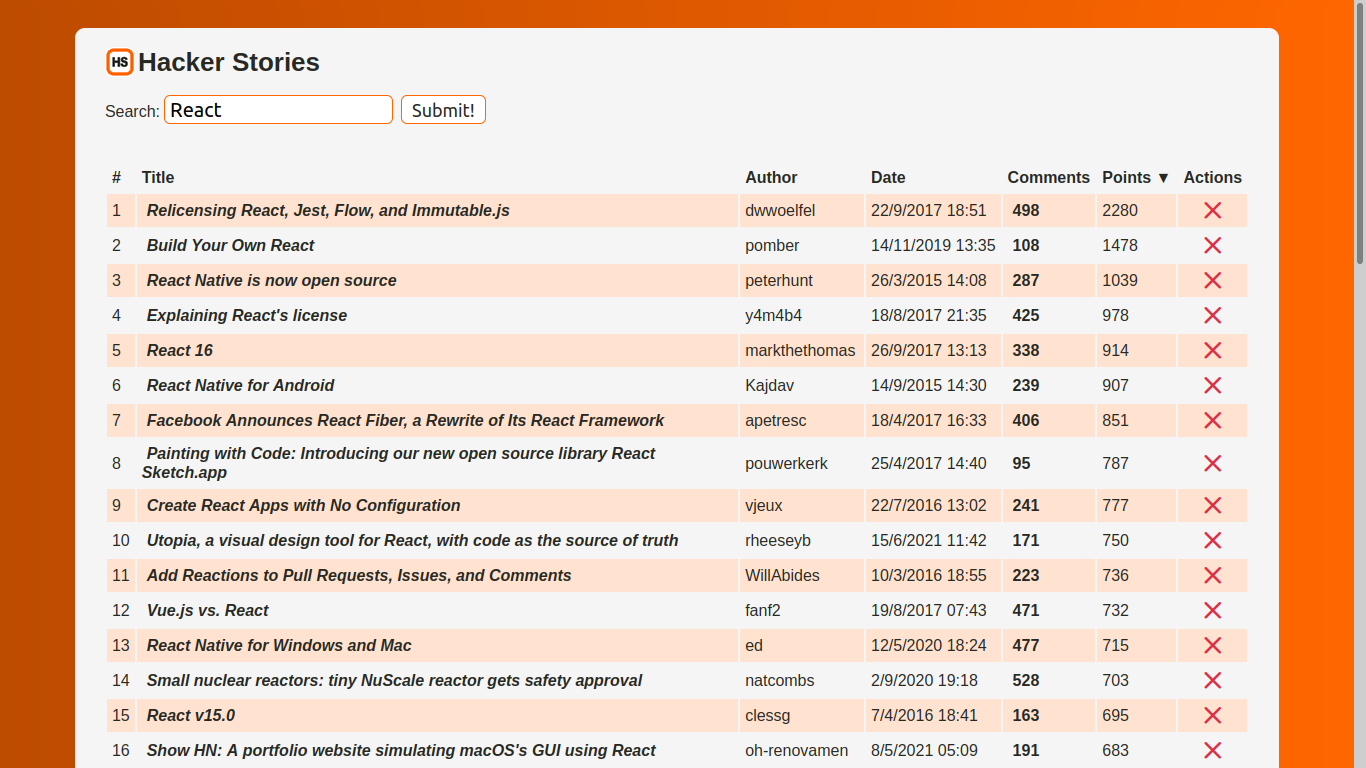 HS Hacker Stories
Search: React Submit!
# Title Author Date Comments Points ▼ Actions
1 Relicensing React, Jest, Flow, and Immutable.js dwwoelfel 22/9/2017 18:51 498 2280
2 Build Your Own React pomber 14/11/2019 13:35 108 1478
3 React Native is now open source peterhunt 26/3/2015 14:08 287 1039
4 Explaining React's license y4m4b4 18/8/2017 21:35 425 978
5 React 16 markthethomas 26/9/2017 13:13 338 914
6 React Native for Android Kajdav 14/9/2015 14:30 239 907
7 Facebook Announces React Fiber, a Rewrite of Its React Framework apetresc 18/4/2017 16:33 406 851
8 Painting with Code: Introducing our new open source library React
Sketch.app pouwerkerk 25/4/2017 14:40 95 787
9 Create React Apps with No Configuration vjeux 22/7/2016 13:02 241 777
10 Utopia, a visual design tool for React, with code as the source of truth rheeseyb 15/6/2021 11:42 171 750
11 Add Reactions to Pull Requests, Issues, and Comments WillAbides 10/3/2016 18:55 223 736
12 Vue.js vs. React fanf2 19/8/2017 07:43 471 732
13 React Native for Windows and Mac ed 12/5/2020 18:24 477 715
14 Small nuclear reactors: tiny NuScale reactor gets safety approval natcombs 2/9/2020 19:18 528 703
15 React v15.0 clessg 7/4/2016 18:41 163 695
16 Show HN: A portfolio website simulating macOS's GUI using React oh-renovamen 8/5/2021 05:09 191 683